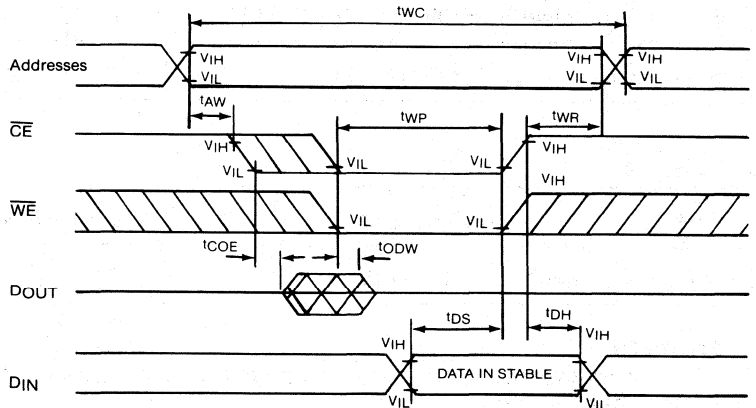 tWC
Addresses
VIH
VIL
VIH
VIL
VIH
VIL
tAW
tWP
tWR
CE
VIH
VIL
VIL
VIL
VIH
WE
VIH
VIL
VIL
tCOE
tODW
DOUT
tDS
tDH
VIH
VIH
DIN
DATA IN STABLE
VIL
VIL